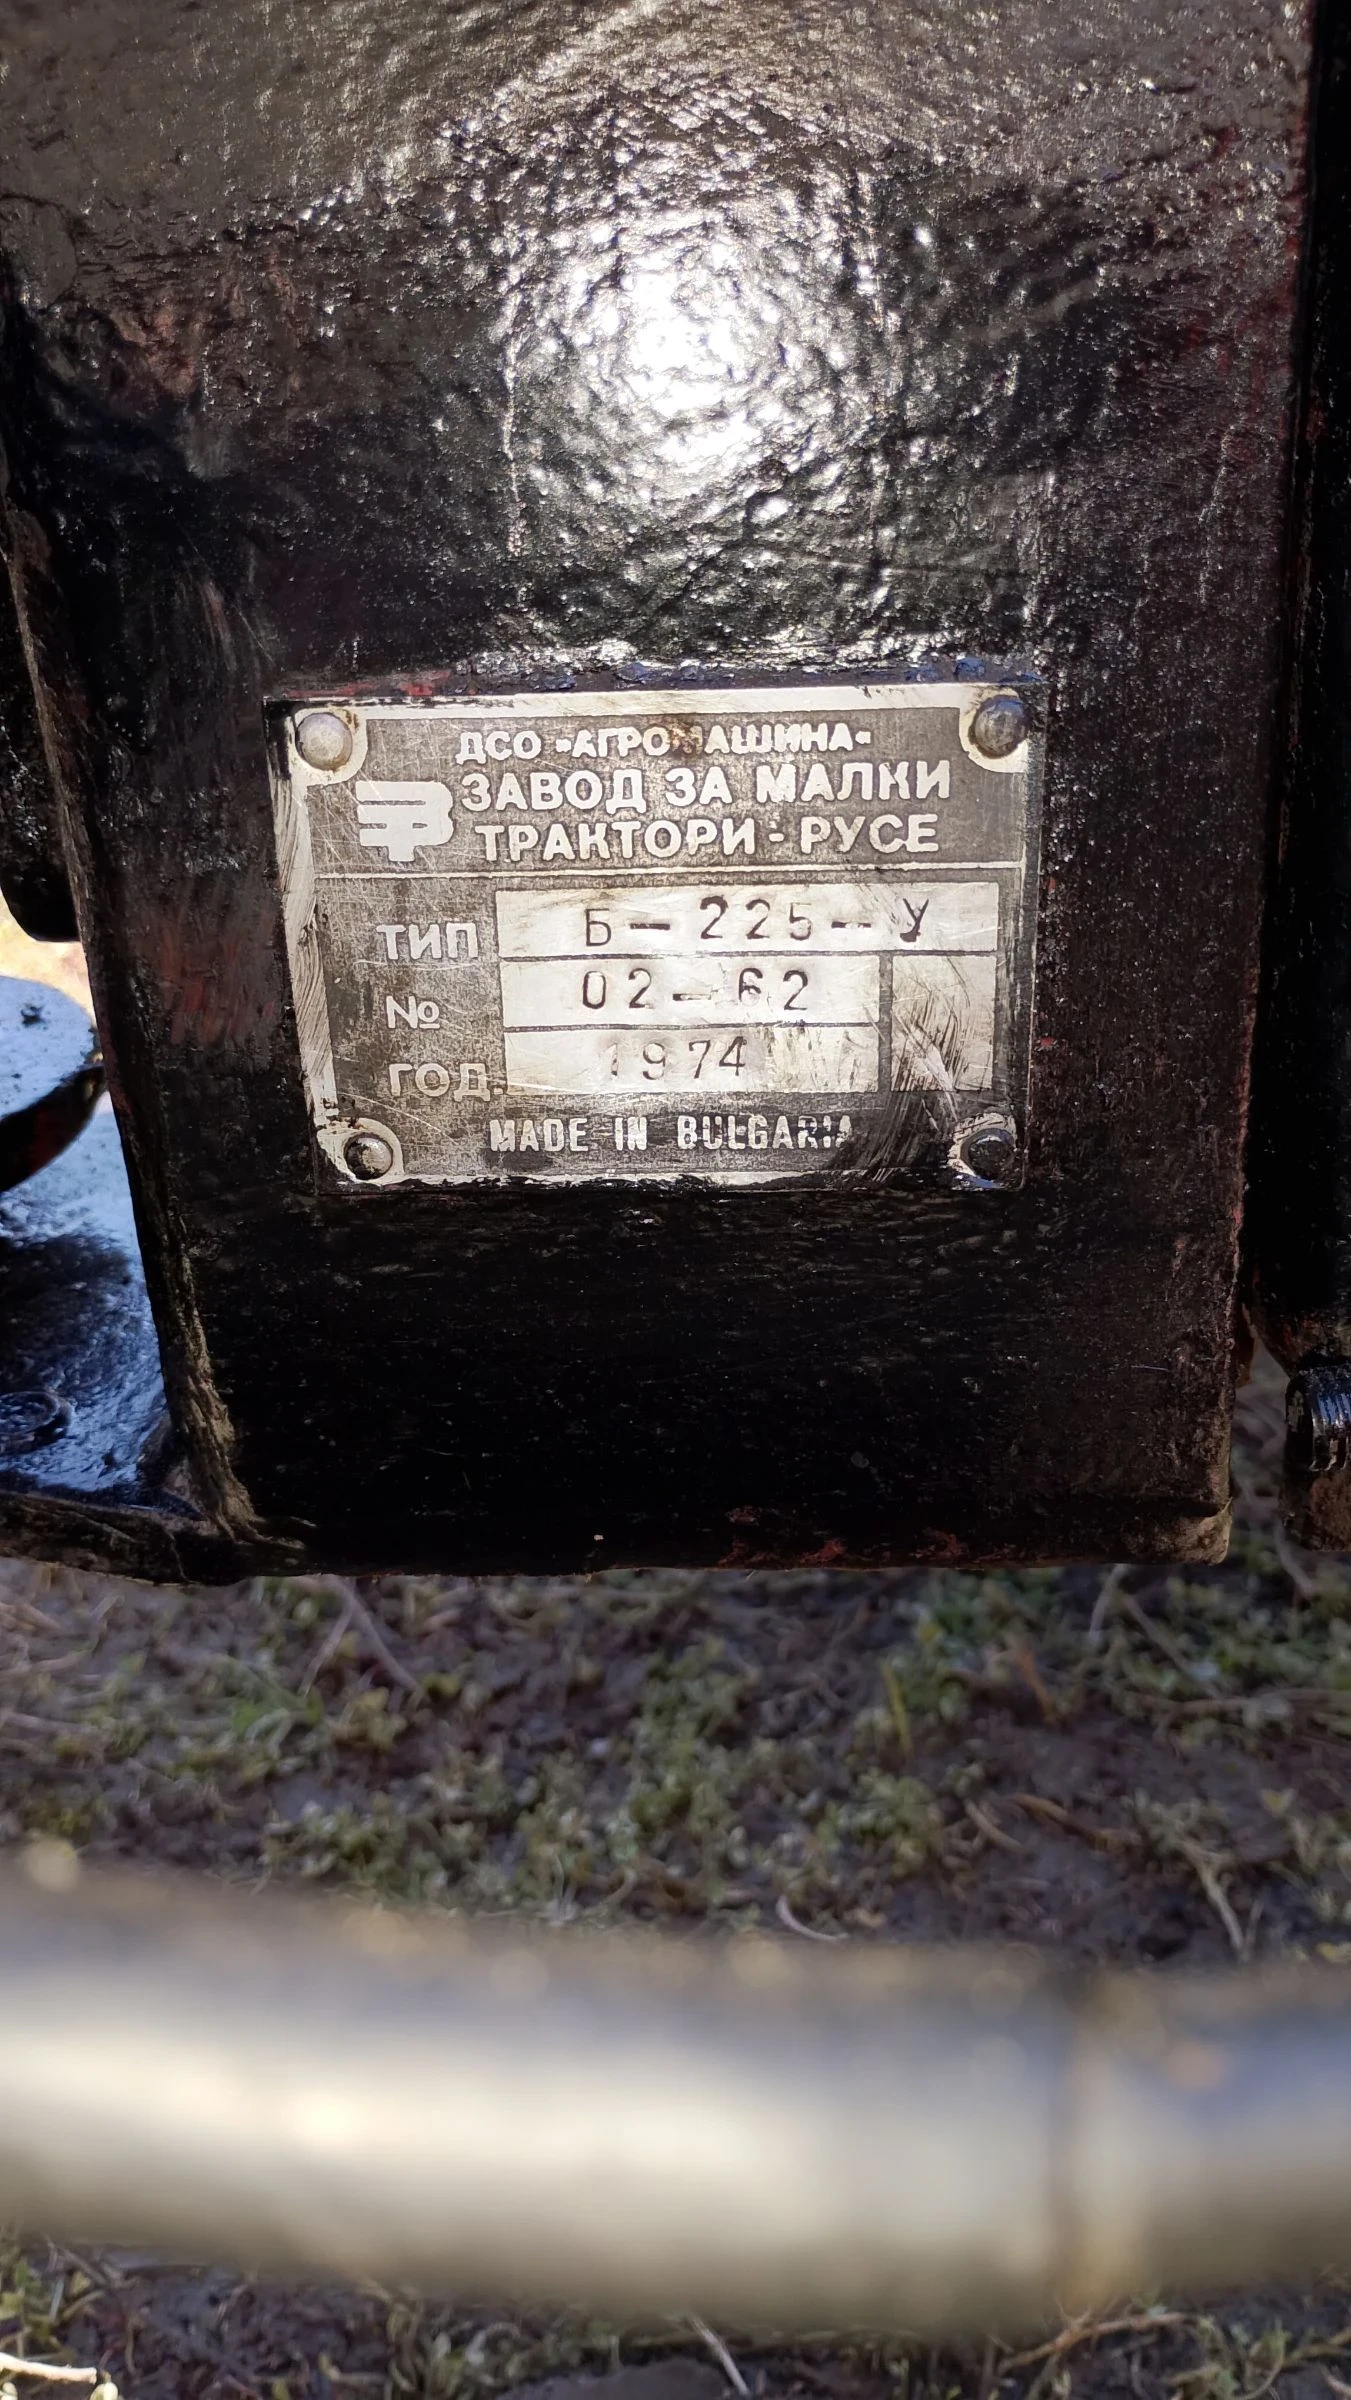 ДСО »АГРОМАШИНА«
ЗАВОД ЗА МАЛКИ
ТРАКТОРИ - РУСЕ
ТИП Б-225-У
№ 02-62
ГОД. 1974
MADE IN BULGARIA